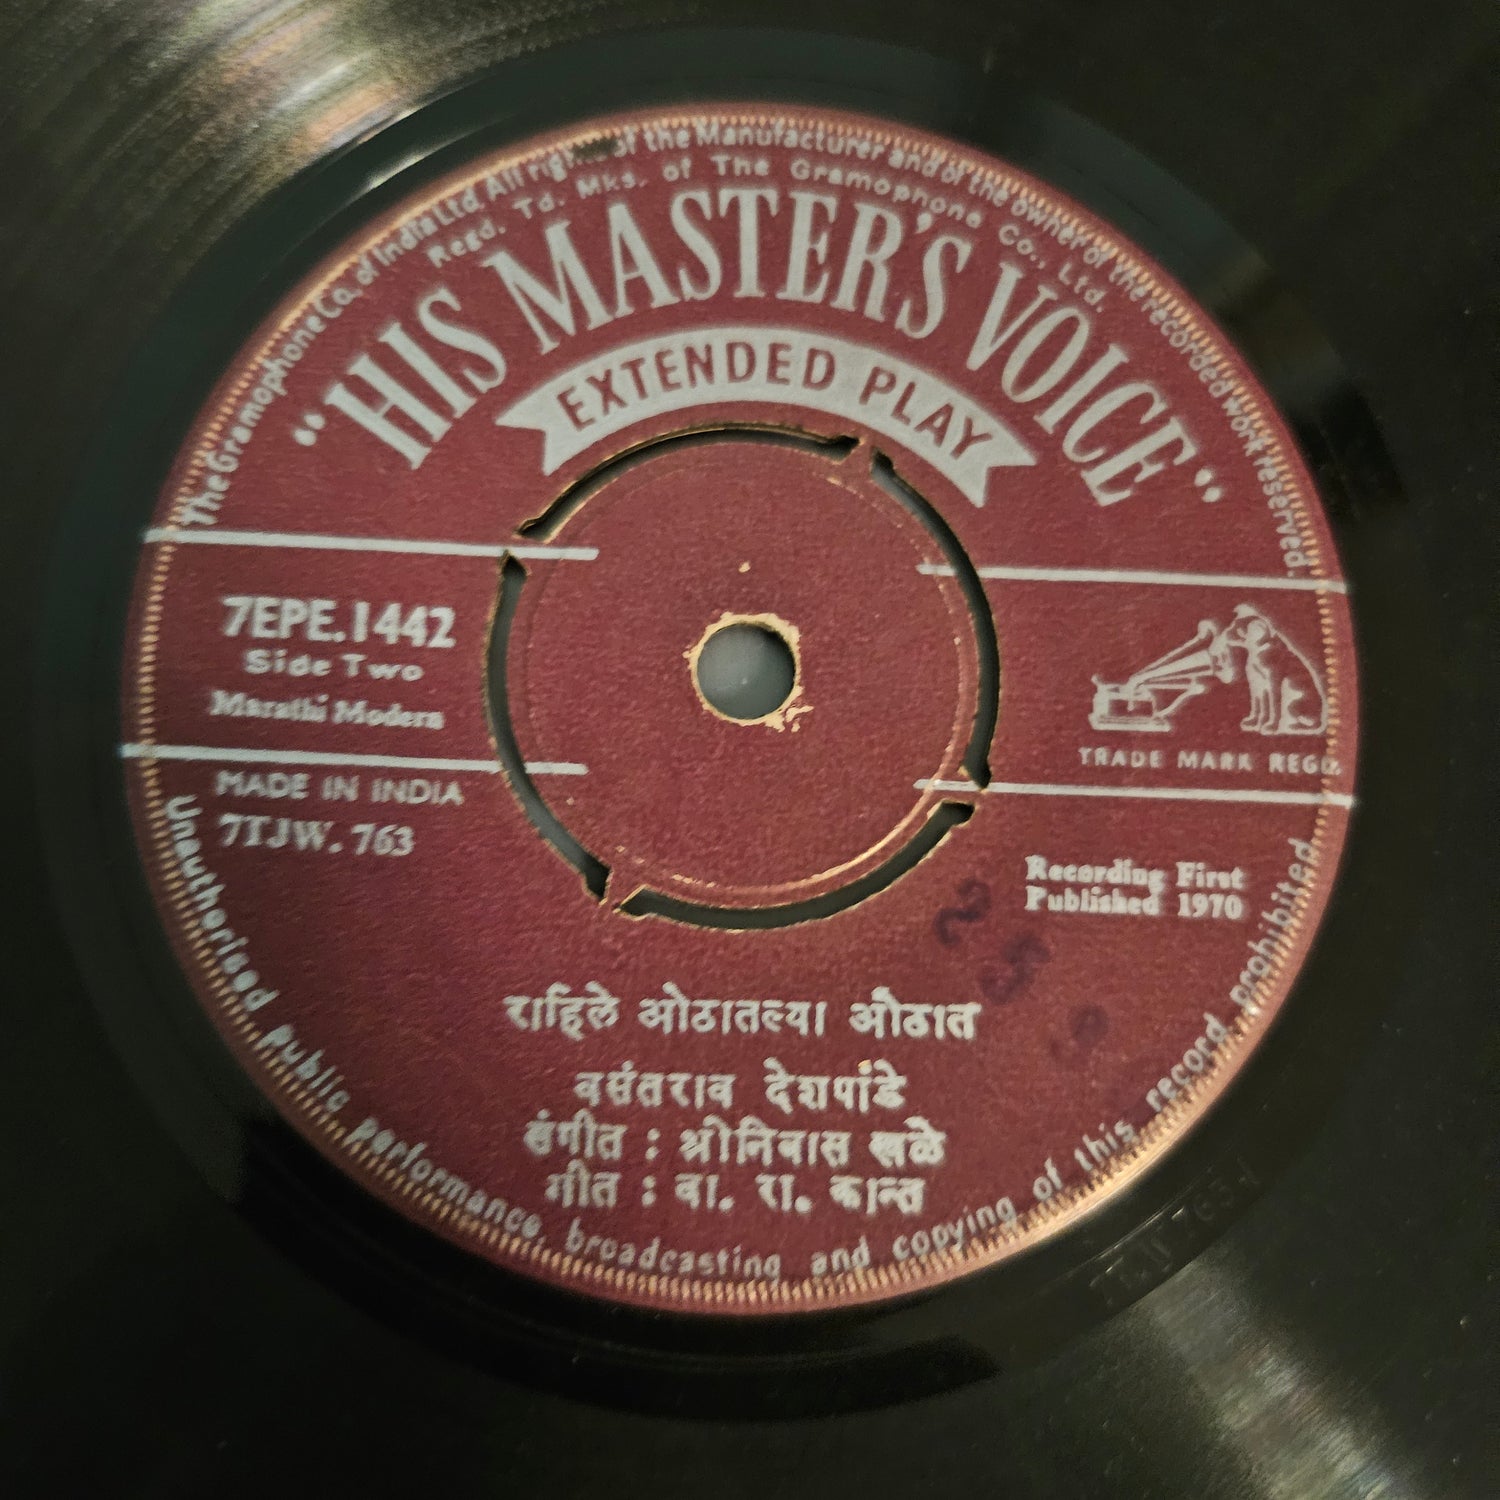 The Gramophone Co. of India Ltd. All rights of the Manufacturer and of the owner of the recorded work reserved.
Regd. Td. Mks. of The Gramophone Co., Ltd.
"HIS MASTER'S VOICE"
EXTENDED PLAY
7EPE.1442
Side Two
Marathi Modern
TRADE MARK REGD.
MADE IN INDIA
7TJW. 763
Recording First
Published 1970
राहिले ओठातल्या ओठात
वसंतराव देशपांडे
संगीत : श्रीनिवास खळे
गीत : वा. रा. कान्त
Unauthorised public performance, broadcasting and copying of this record prohibited